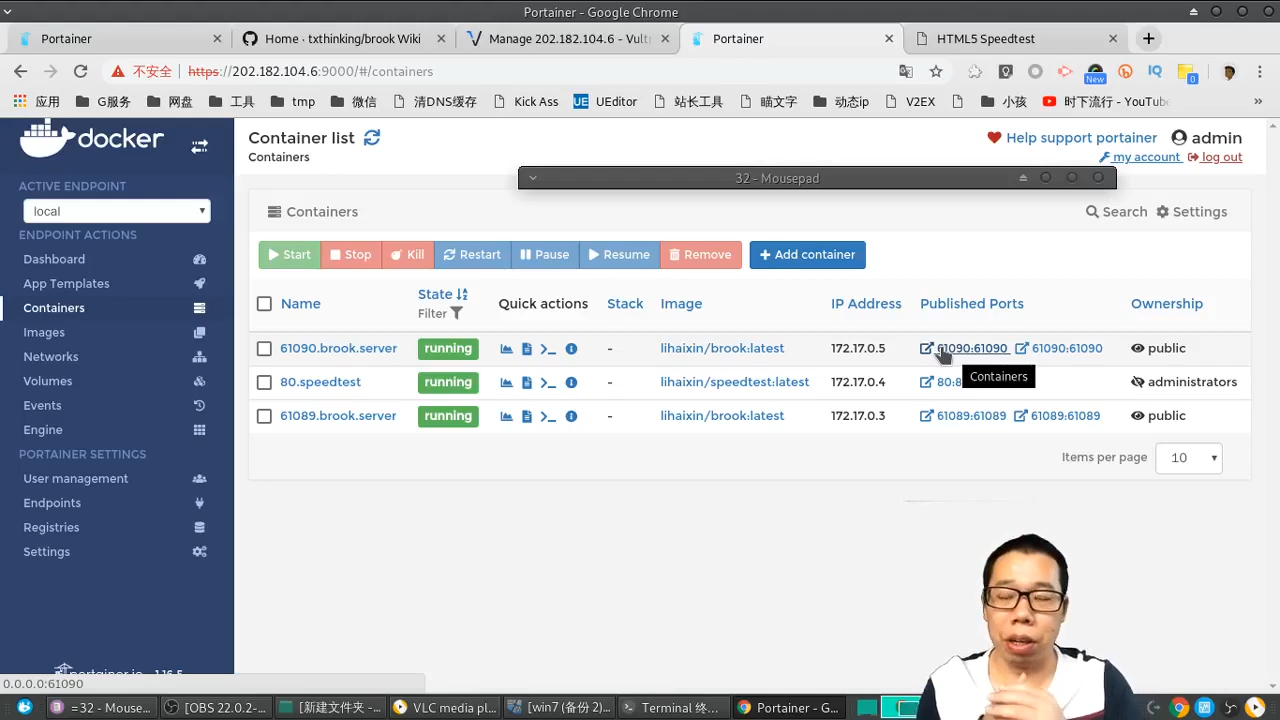 Portainer - Google Chrome
Portainer
Home · txthinking/brook Wiki
Manage 202.182.104.6 - Vultr
Portainer
HTML5 Speedtest
不安全
https://202.182.104.6:9000/#/containers
New
0
应用
G服务
网盘
工具
tmp
微信
清DNS缓存
Kick Ass
UE UEditor
站长工具
瞄文字
动态ip
V2EX
小孩
时下流行 - YouTube
»
docker
Container list
Containers
Help support portainer
admin
my account
log out
32 - Mousepad
ACTIVE ENDPOINT
local
ENDPOINT ACTIONS
Dashboard
App Templates
Containers
Images
Networks
Volumes
Events
Engine
PORTAINER SETTINGS
User management
Endpoints
Registries
Settings
portainer.io 1.16.5
Containers
Search
Settings
Start
Stop
Kill
Restart
Pause
Resume
Remove
Add container
Name
State
Filter
Quick actions
Stack
Image
IP Address
Published Ports
Ownership
61090.brook.server running - lihaixin/brook:latest 172.17.0.5 61090:61090 61090:61090 public
Containers
80.speedtest running - lihaixin/speedtest:latest 172.17.0.4 80:8 administrators
61089.brook.server running - lihaixin/brook:latest 172.17.0.3 61089:61089 61089:61089 public
Items per page 10
0.0.0.0:61090
=32 - Mouse...
[OBS 22.0.2-...
[新建文件夹 -...
VLC media pl...
[win7 (备份 2)...
Terminal 终...
Portainer - G...